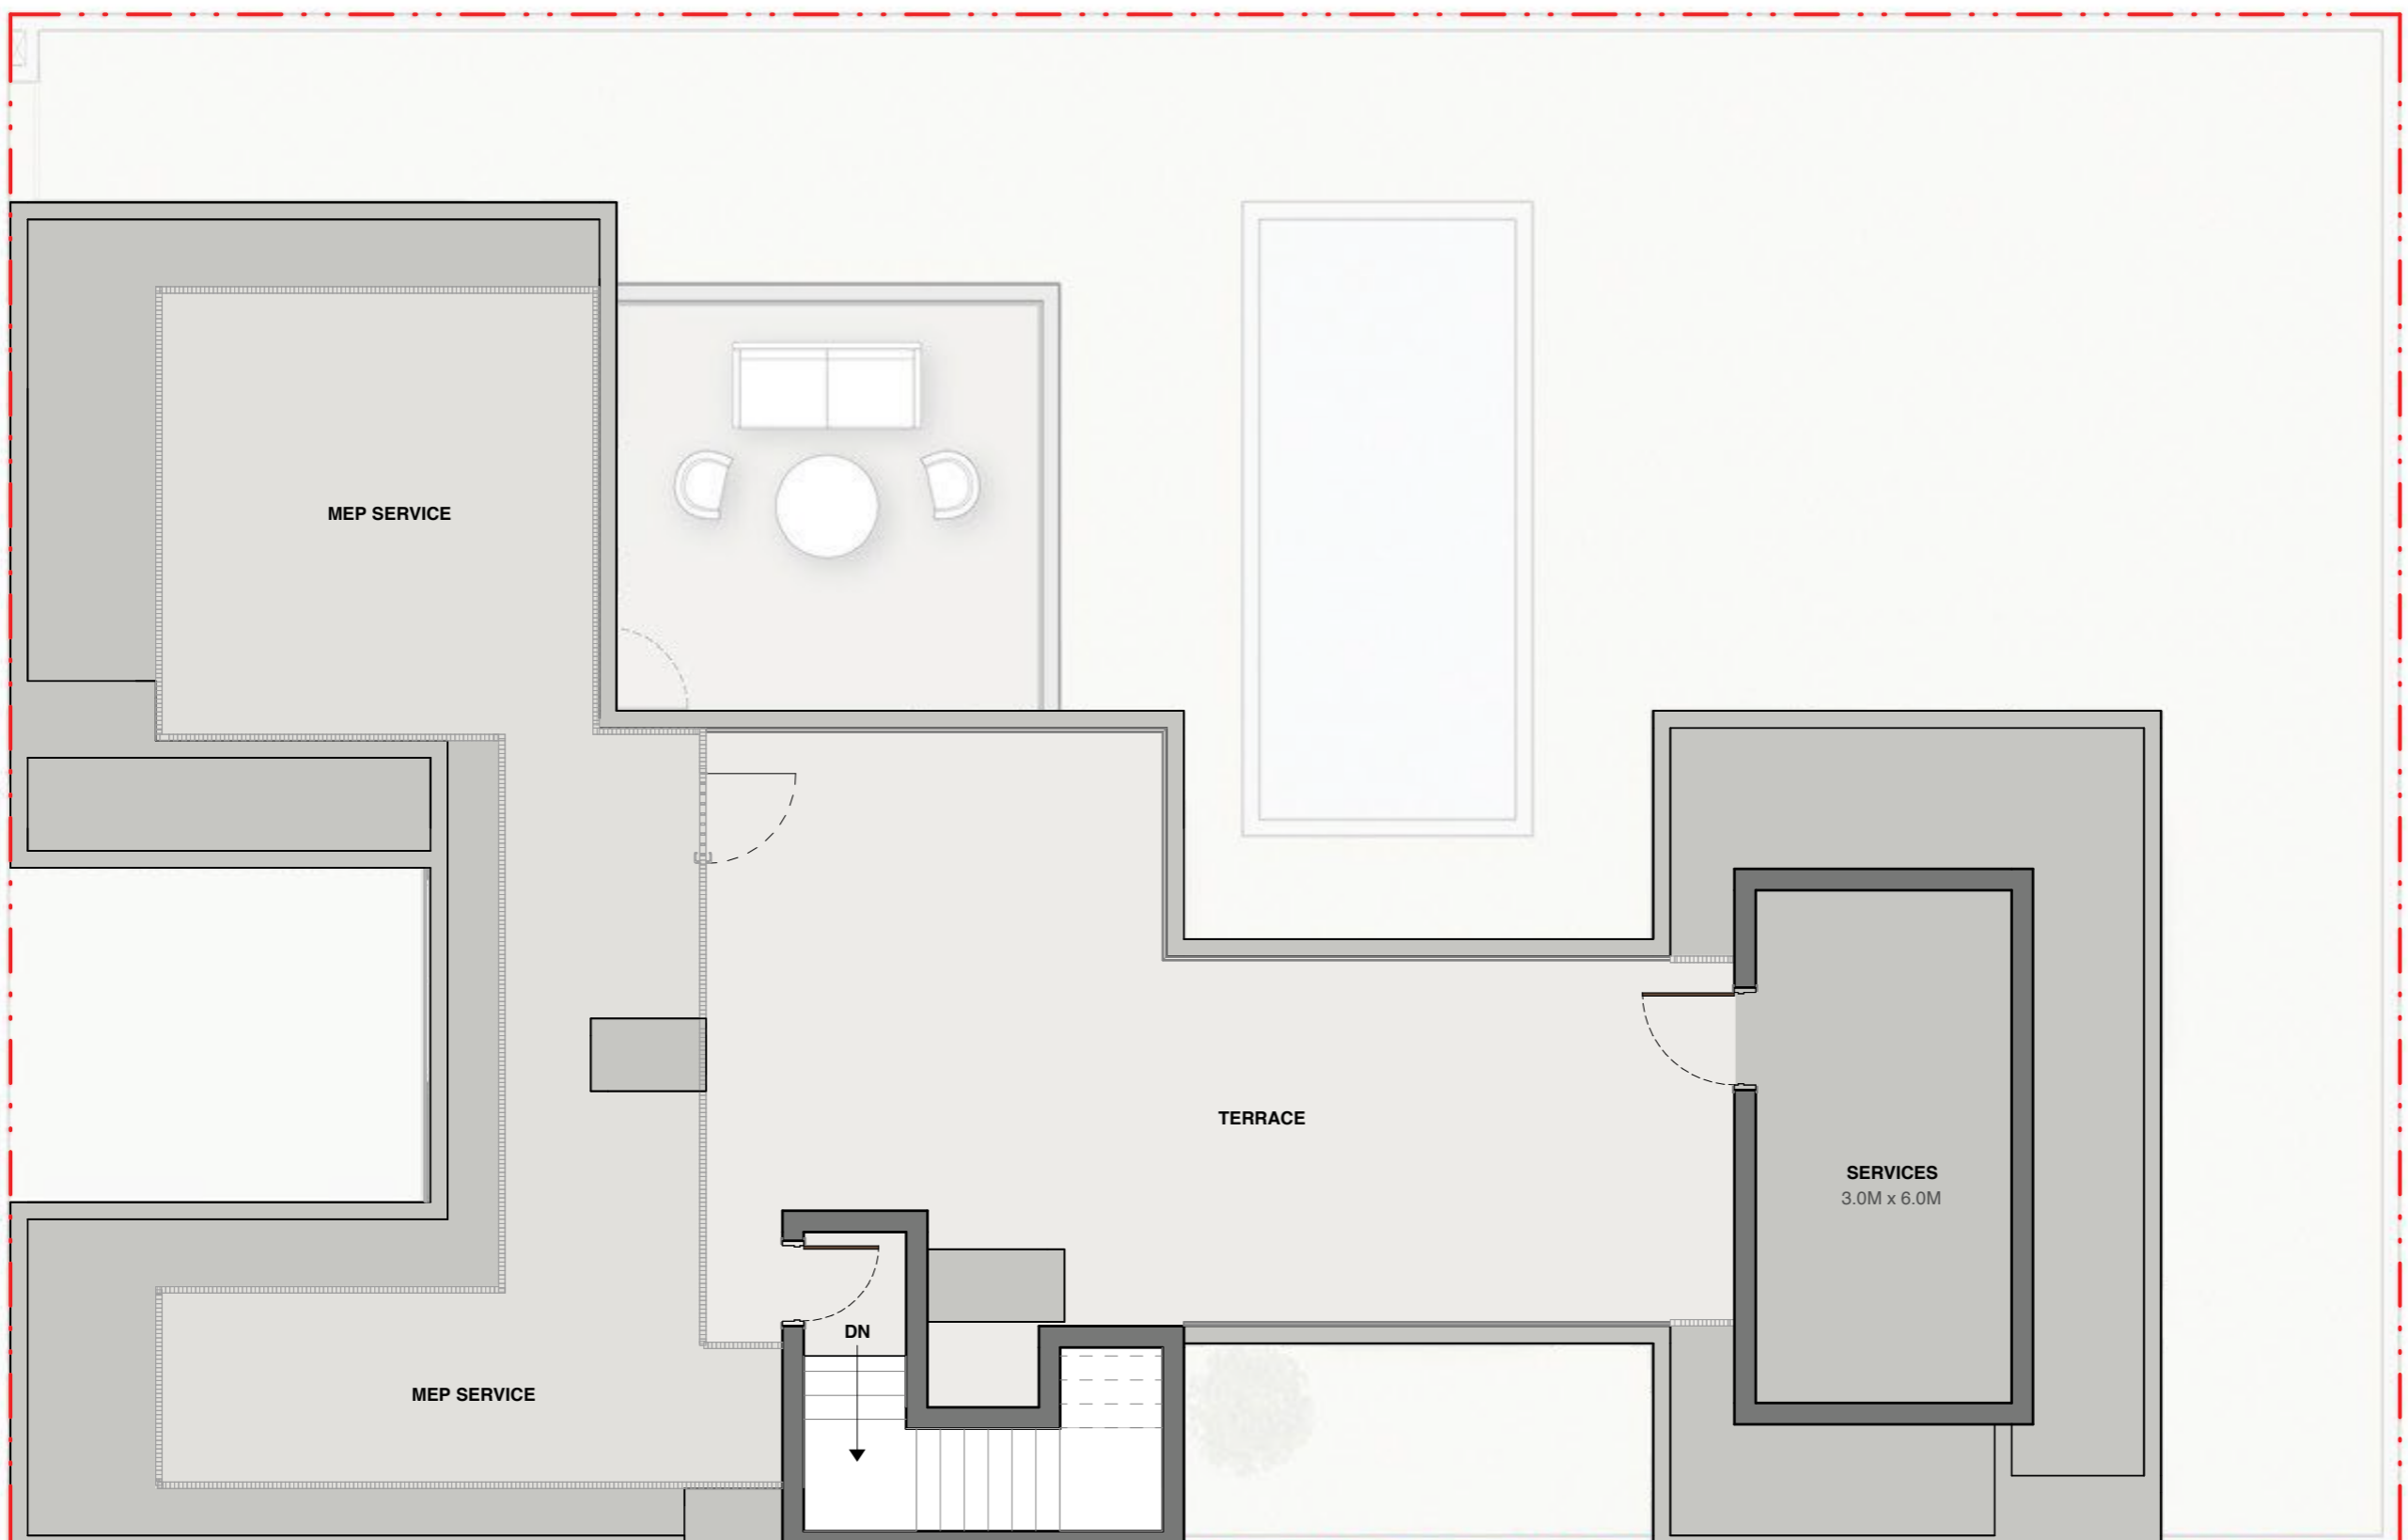 MEP SERVICE
TERRACE
SERVICES
3.0M x 6.0M
DN
MEP SERVICE